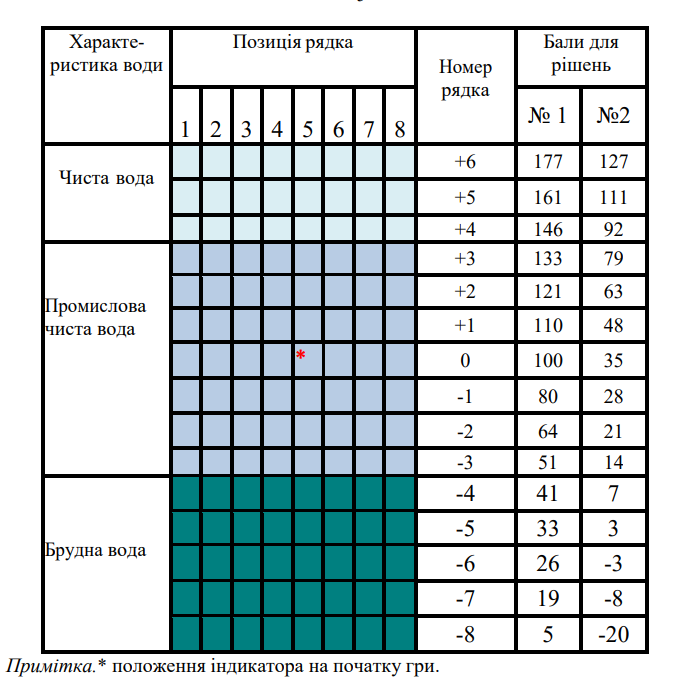 Характе-
ристика води
Позиція рядка
Номер
рядка
Бали для
рішень
1 2 3 4 5 6 7 8
№ 1 №2
Чиста вода
+6 177 127
+5 161 111
+4 146 92
Промислова
чиста вода
+3 133 79
+2 121 63
+1 110 48
* 0 100 35
-1 80 28
-2 64 21
-3 51 14
Брудна вода
-4 41 7
-5 33 3
-6 26 -3
-7 19 -8
-8 5 -20
Примітка.* положення індикатора на початку гри.